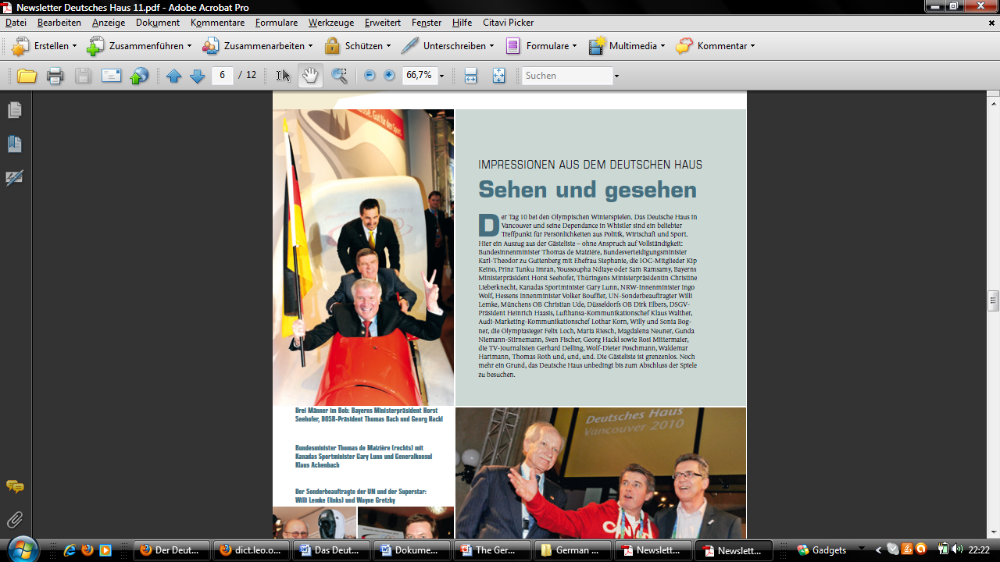 Newsletter Deutsches Haus 11.pdf - Adobe Acrobat Pro
Datei Bearbeiten Anzeige Dokument Kommentare Formulare Werkzeuge Erweitert Fenster Hilfe Citavi Picker
Erstellen Zusammenführen Zusammenarbeiten Schützen Unterschreiben Formulare Multimedia Kommentar
6 / 12 66,7% Suchen
IMPRESSIONEN AUS DEM DEUTSCHEN HAUS
Sehen und gesehen
Der Tag 10 bei den Olympischen Winterspielen. Das Deutsche Haus in
Vancouver und seine Dependance in Whistler sind ein beliebter
Treffpunkt für Persönlichkeiten aus Politik, Wirtschaft und Sport.
Hier ein Auszug aus der Gästeliste – ohne Anspruch auf Vollständigkeit:
Bundesinnenminister Thomas de Maizière, Bundesverteidigungsminister
Karl-Theodor zu Guttenberg mit Ehefrau Stephanie, die IOC-Mitglieder Kip
Keino, Prinz Tunku Imran, Youssoupha Ndiaye oder Sam Ramsamy, Bayerns
Ministerpräsident Horst Seehofer, Thüringens Ministerpräsidentin Christine
Lieberknecht, Kanadas Sportminister Gary Lunn, NRW-Innenminister Ingo
Wolf, Hessens Innenminister Volker Bouffier, UN-Sonderbeauftragter Willi
Lemke, Münchens OB Christian Ude, Düsseldorfs OB Dirk Elbers, DSGV-
Präsident Heinrich Haasis, Lufthansa-Kommunikationschef Klaus Walther,
Audi-Marketing-Kommunikationschef Lothar Korn, Willy und Sonia Bog-
ner, die Olympiasieger Felix Loch, Maria Riesch, Magdalena Neuner, Gunda
Niemann-Stirnemann, Sven Fischer, Georg Hackl sowie Rosi Mittermaier,
die TV-Journalisten Gerhard Delling, Wolf-Dieter Poschmann, Waldemar
Hartmann, Thomas Roth und, und, und. Die Gästeliste ist grenzenlos. Noch
mehr ein Grund, das Deutsche Haus unbedingt bis zum Abschluss der Spiele
zu besuchen.
Gut für den Sport.
Drei Männer im Bob: Bayerns Ministerpräsident Horst
Seehofer, DOSB-Präsident Thomas Bach und Georg Hackl
Bundesminister Thomas de Maizière (rechts) mit
Kanadas Sportminister Gary Lunn und Generalkonsul
Klaus Achenbach
Der Sonderbeauftragte der UN und der Superstar:
Willi Lemke (links) und Wayne Gretzky
Deutsches Haus
Vancouver 2010
Der Deut... dict.leo.o... Das Deut... Dokume... The Ger... German ... Newslett... Newslett... Gadgets 22:22